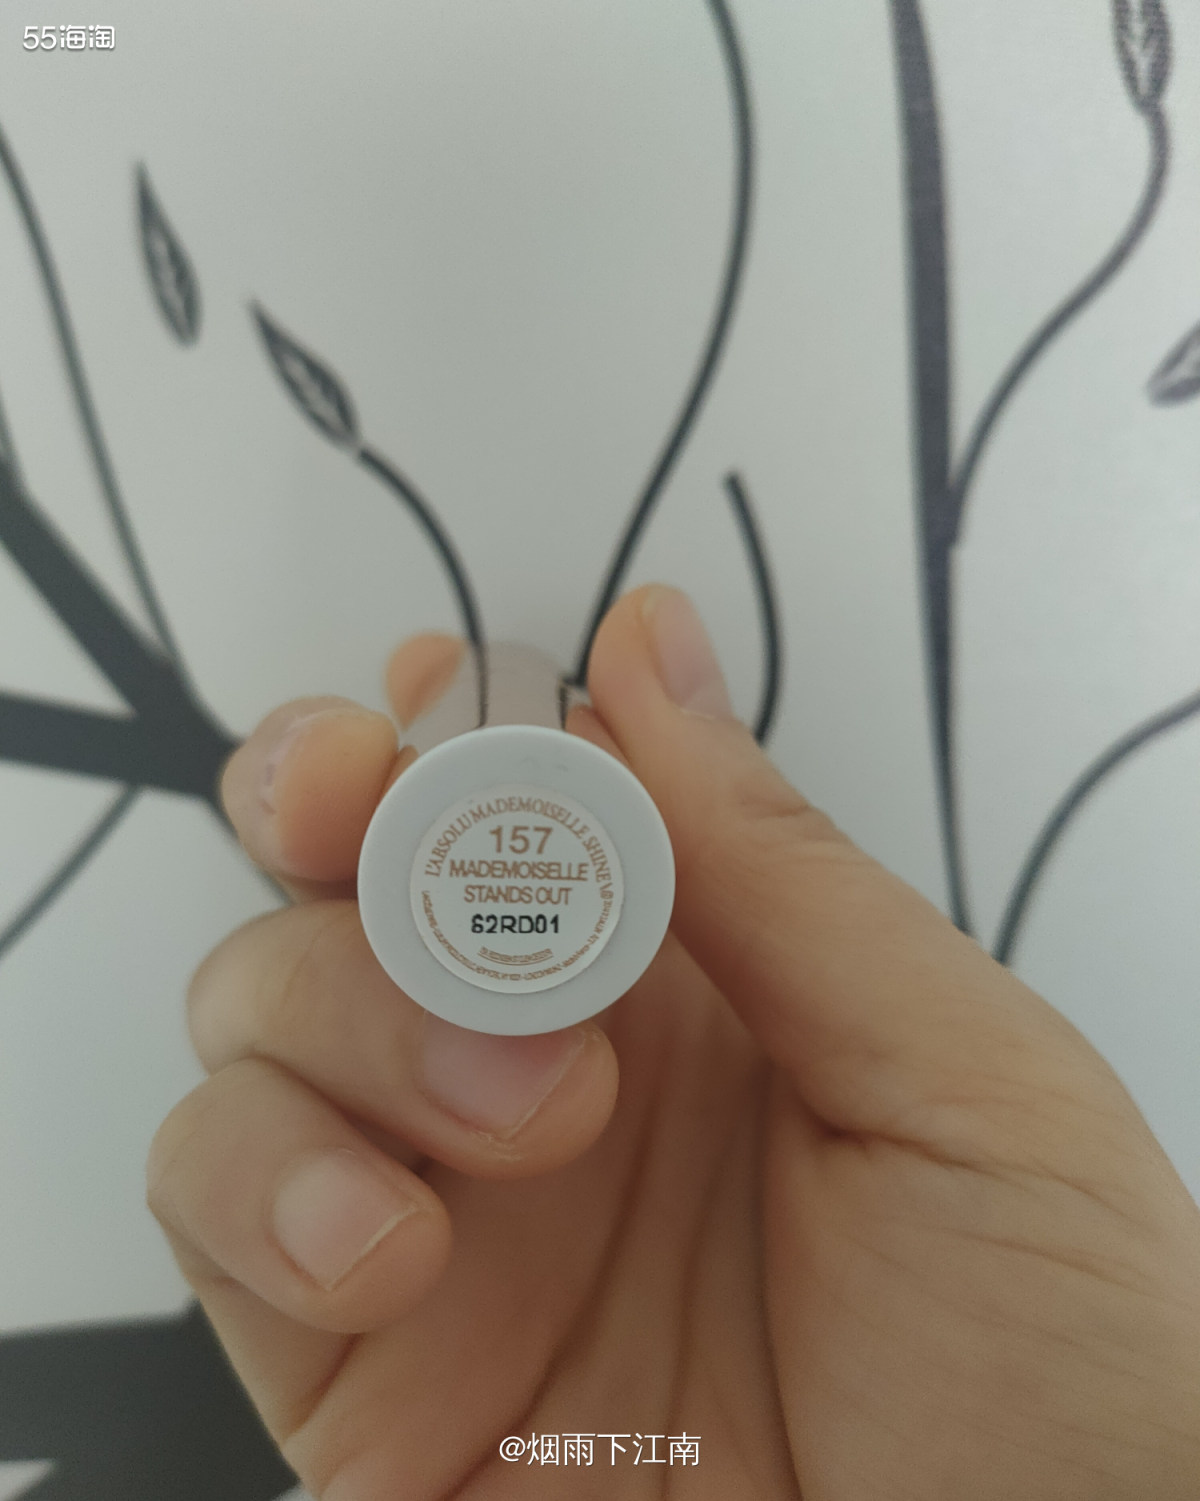 55海淘
L'ABSOLU MADEMOISELLE SHINE
157
MADEMOISELLE
STANDS OUT
62RD01
@烟雨下江南